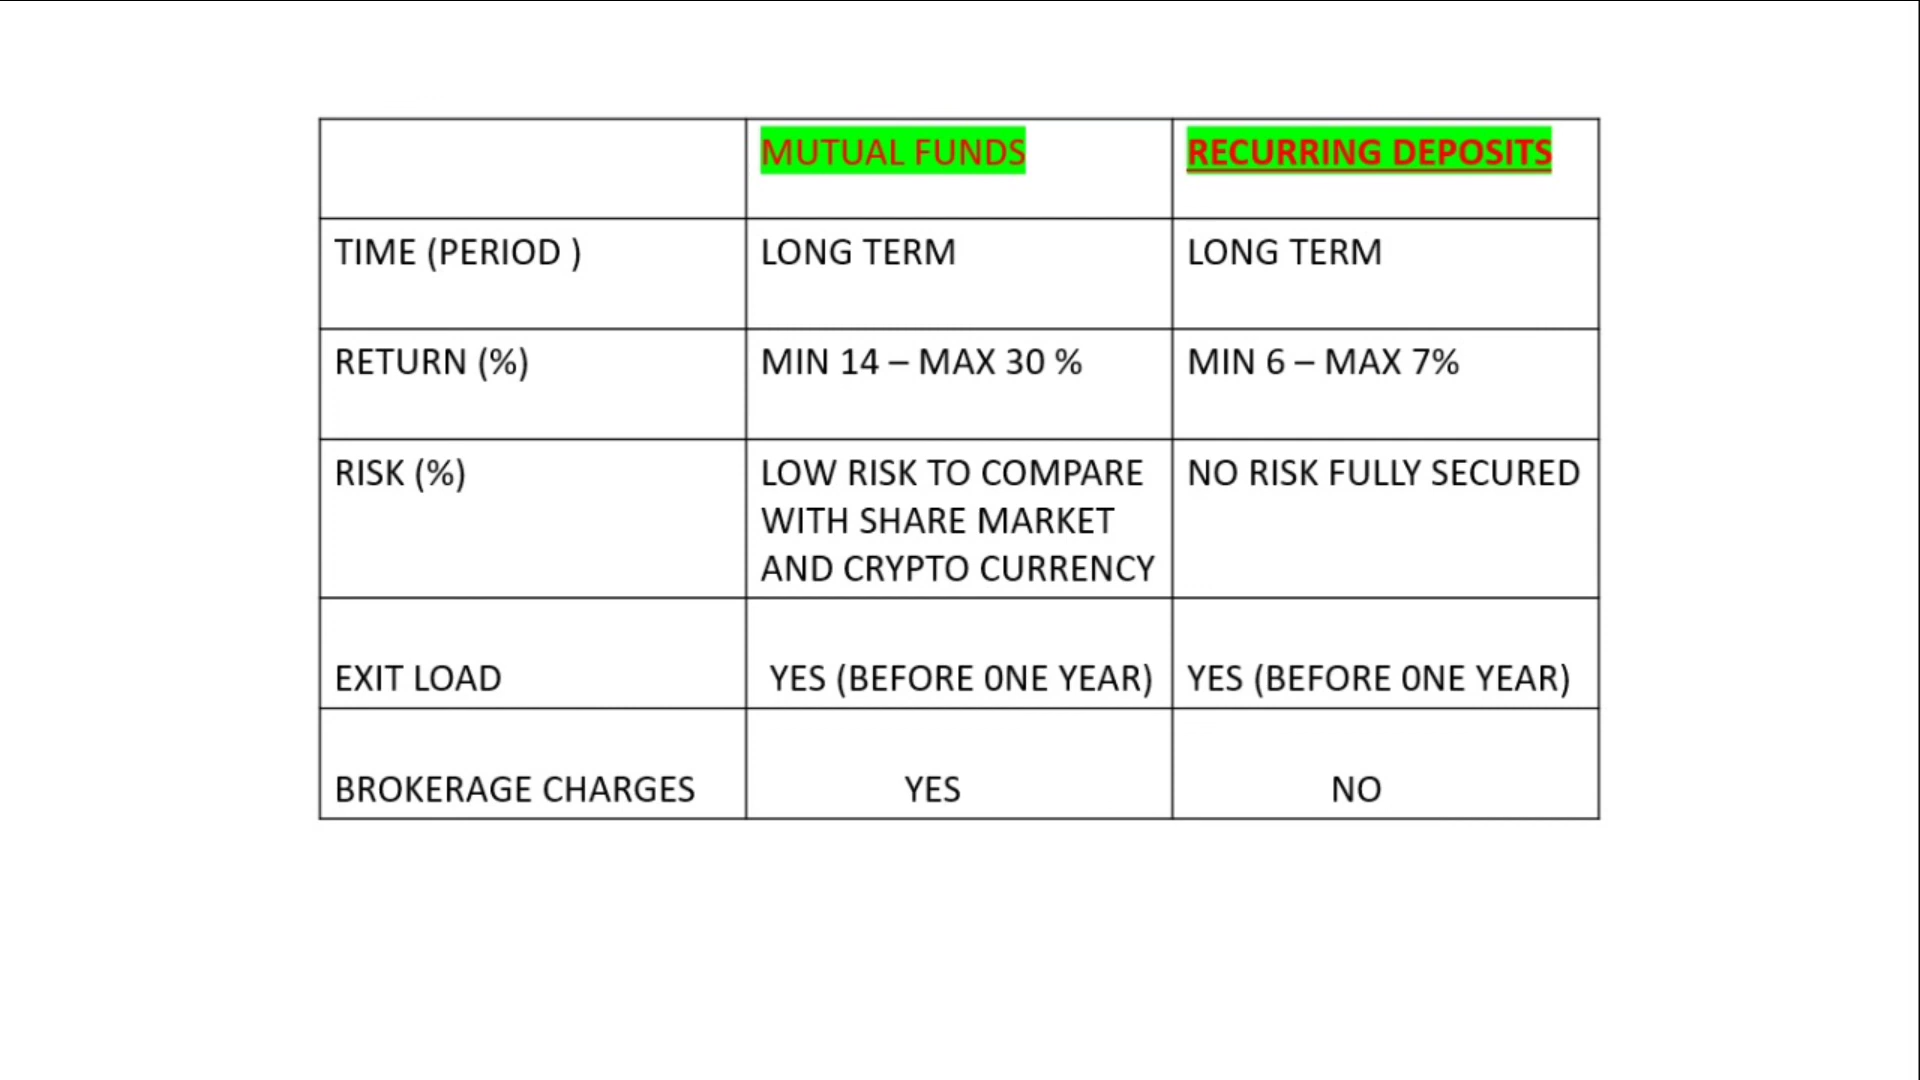 MUTUAL FUNDS
RECURRING DEPOSITS
TIME (PERIOD )
LONG TERM
LONG TERM
RETURN (%)
MIN 14 – MAX 30 %
MIN 6 – MAX 7%
RISK (%)
LOW RISK TO COMPARE
WITH SHARE MARKET
AND CRYPTO CURRENCY
NO RISK FULLY SECURED
EXIT LOAD
YES (BEFORE 0NE YEAR)
YES (BEFORE 0NE YEAR)
BROKERAGE CHARGES
YES
NO